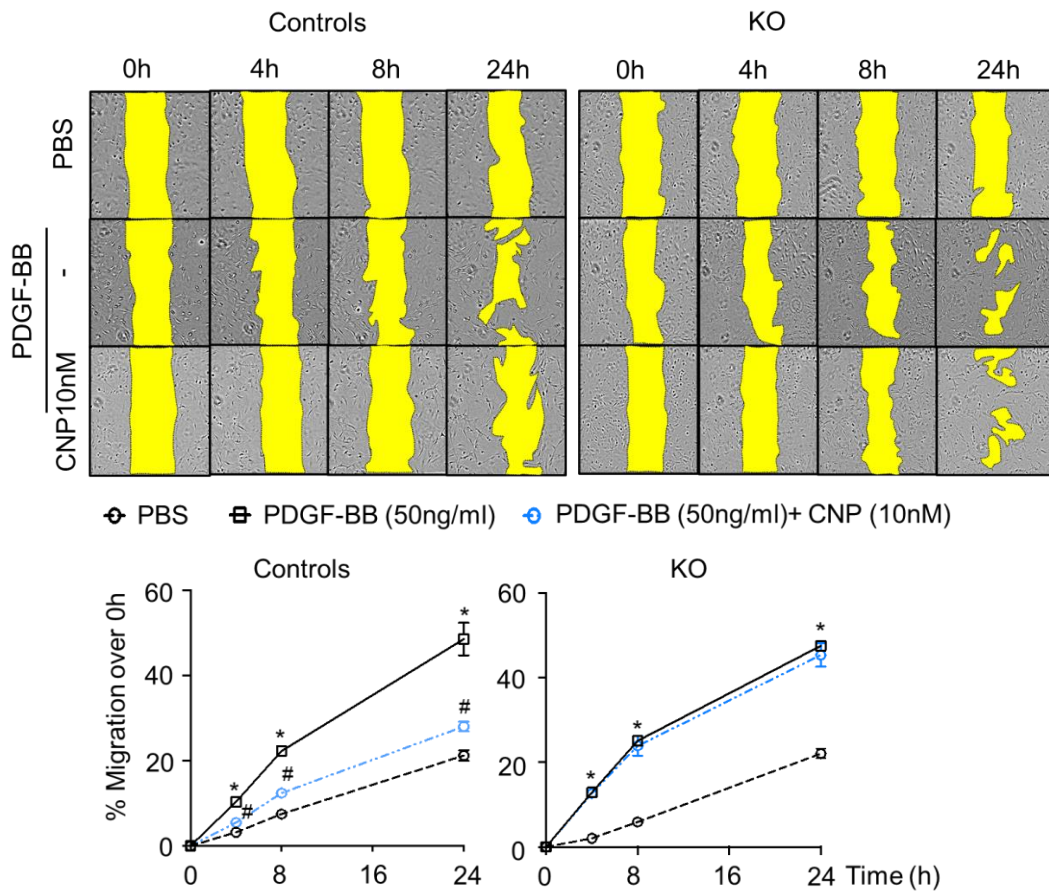 Controls KO
0h 4h 8h 24h 0h 4h 8h 24h
PBS
PDGF-BB
-
CNP10nM
PBS PDGF-BB (50ng/ml) PDGF-BB (50ng/ml)+ CNP (10nM)
Controls KO
% Migration over 0h
60 60
* *
40 40
#
* *
20 20
#
* *
#
0 0
0 8 16 24 0 8 16 24 Time (h)